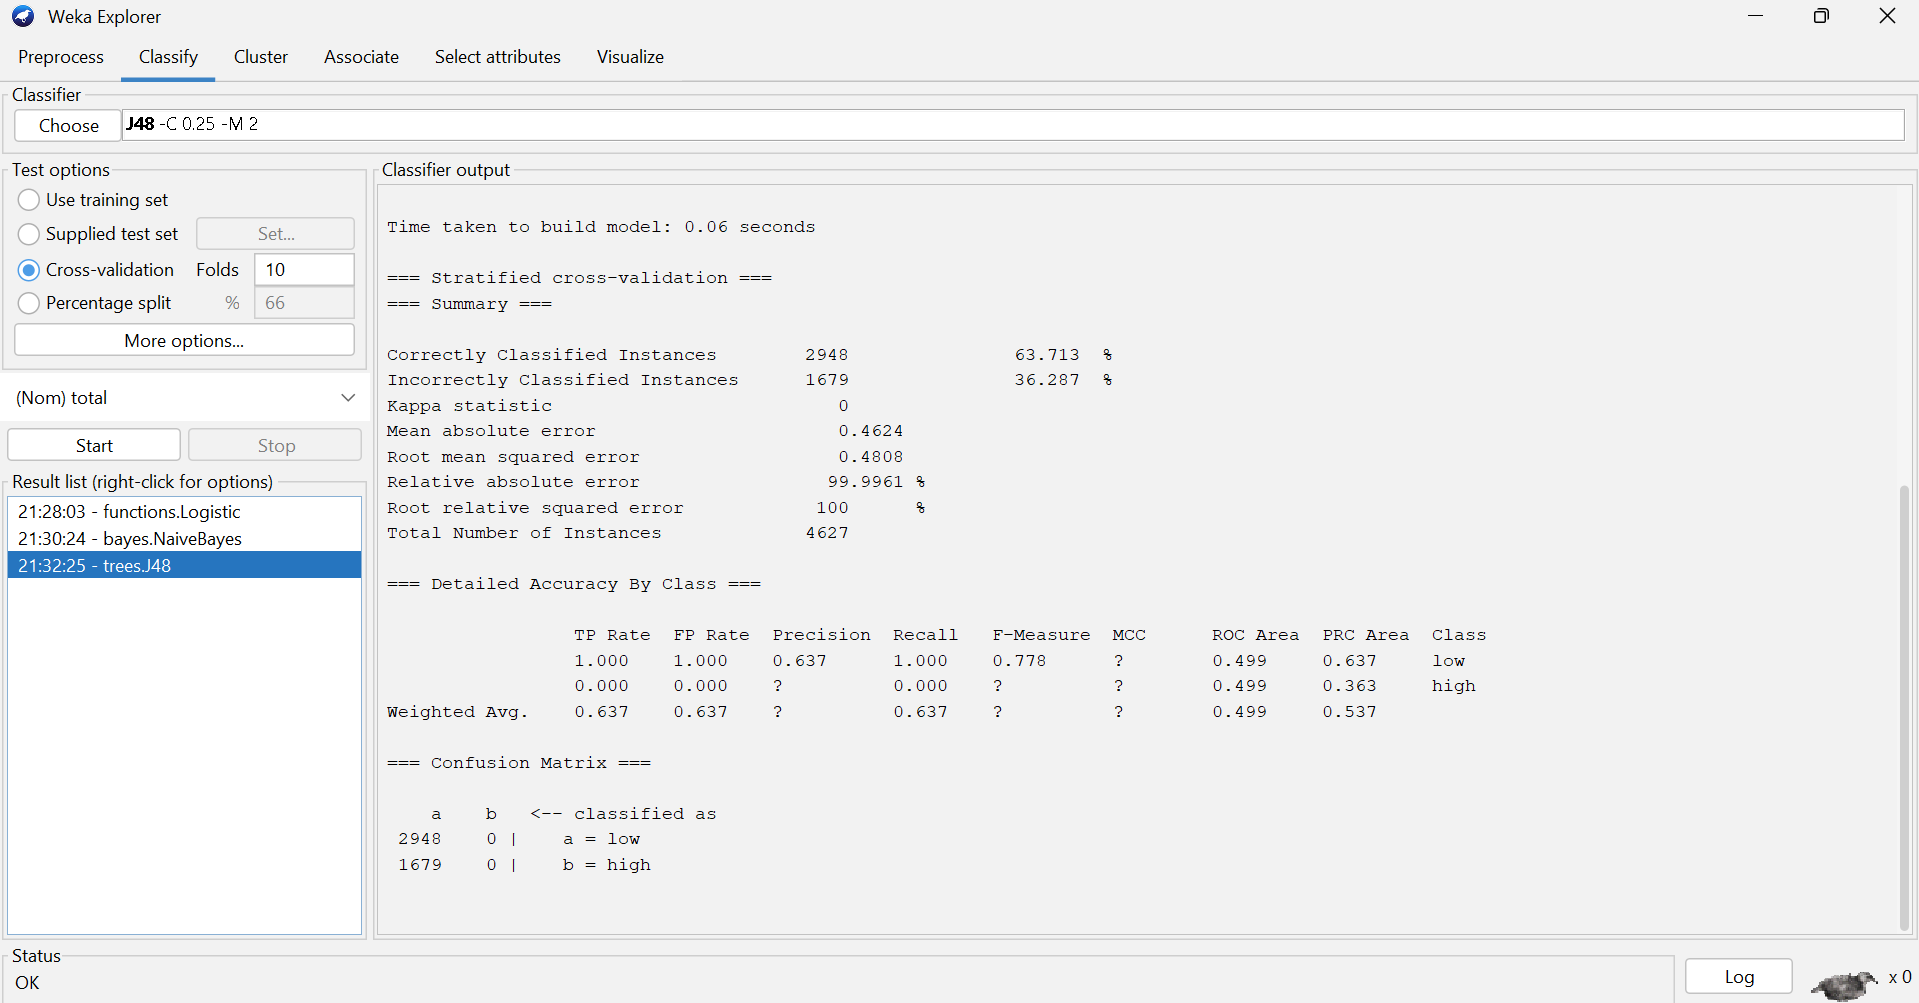 Weka Explorer
Preprocess Classify Cluster Associate Select attributes Visualize
Classifier
Choose J48 -C 0.25 -M 2
Test options
Use training set
Supplied test set Set...
Cross-validation Folds 10
Percentage split % 66
More options...
(Nom) total
Start Stop
Result list (right-click for options)
21:28:03 - functions.Logistic
21:30:24 - bayes.NaiveBayes
21:32:25 - trees.J48
Classifier output
Time taken to build model: 0.06 seconds
=== Stratified cross-validation ===
=== Summary ===
Correctly Classified Instances 2948 63.713 %
Incorrectly Classified Instances 1679 36.287 %
Kappa statistic 0
Mean absolute error 0.4624
Root mean squared error 0.4808
Relative absolute error 99.9961 %
Root relative squared error 100 %
Total Number of Instances 4627
=== Detailed Accuracy By Class ===
TP Rate FP Rate Precision Recall F-Measure MCC ROC Area PRC Area Class
1.000 1.000 0.637 1.000 0.778 ? 0.499 0.637 low
0.000 0.000 ? 0.000 ? ? 0.499 0.363 high
Weighted Avg. 0.637 0.637 ? 0.637 ? ? 0.499 0.537
=== Confusion Matrix ===
a b <-- classified as
2948 0 | a = low
1679 0 | b = high
Status
OK
Log
x 0